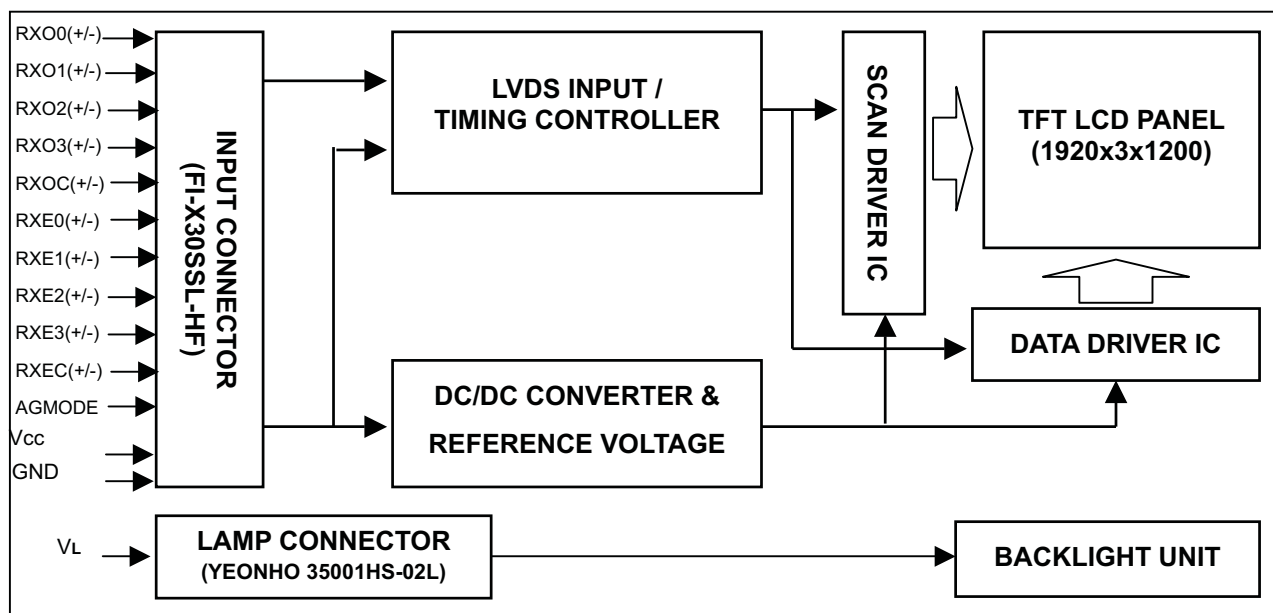 RXO0(+/-)
RXO1(+/-)
RXO2(+/-)
RXO3(+/-)
RXOC(+/-)
RXE0(+/-)
RXE1(+/-)
RXE2(+/-)
RXE3(+/-)
RXEC(+/-)
AGMODE
Vcc
GND
INPUT CONNECTOR
(FI-X30SSL-HF)
LVDS INPUT /
TIMING CONTROLLER
SCAN DRIVER IC
TFT LCD PANEL
(1920x3x1200)
DATA DRIVER IC
DC/DC CONVERTER &
REFERENCE VOLTAGE
VL
LAMP CONNECTOR
(YEONHO 35001HS-02L)
BACKLIGHT UNIT